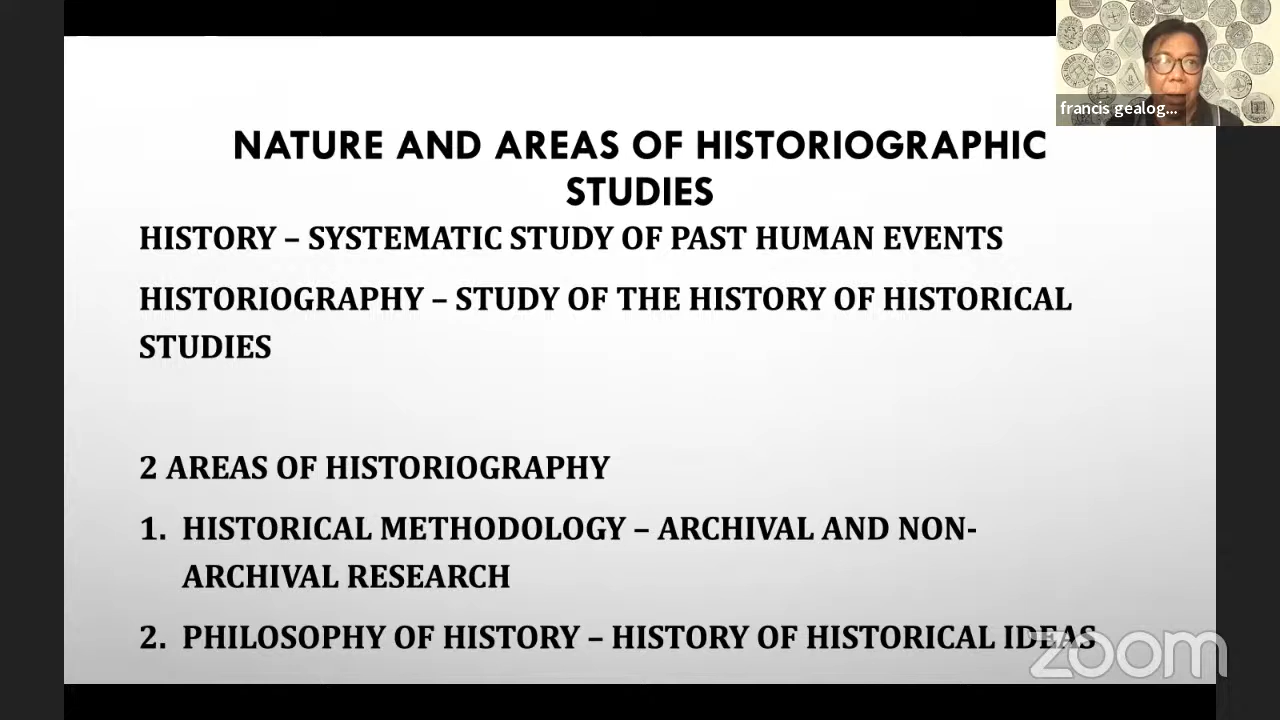 francis gealog...
NATURE AND AREAS OF HISTORIOGRAPHIC
STUDIES
HISTORY – SYSTEMATIC STUDY OF PAST HUMAN EVENTS
HISTORIOGRAPHY – STUDY OF THE HISTORY OF HISTORICAL
STUDIES
2 AREAS OF HISTORIOGRAPHY
1. HISTORICAL METHODOLOGY – ARCHIVAL AND NON-
ARCHIVAL RESEARCH
2. PHILOSOPHY OF HISTORY – HISTORY OF HISTORICAL IDEAS
zoom